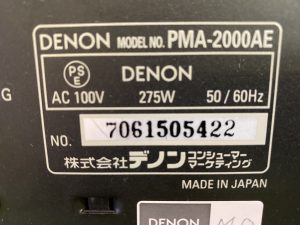 DENON MODEL NO. PMA-2000AE
PS
E DENON
AC 100V 275W 50/60Hz
NO. 7061505422
株式会社デノン コンシューマー
マーケティング
MADE IN JAPAN
DENON
G